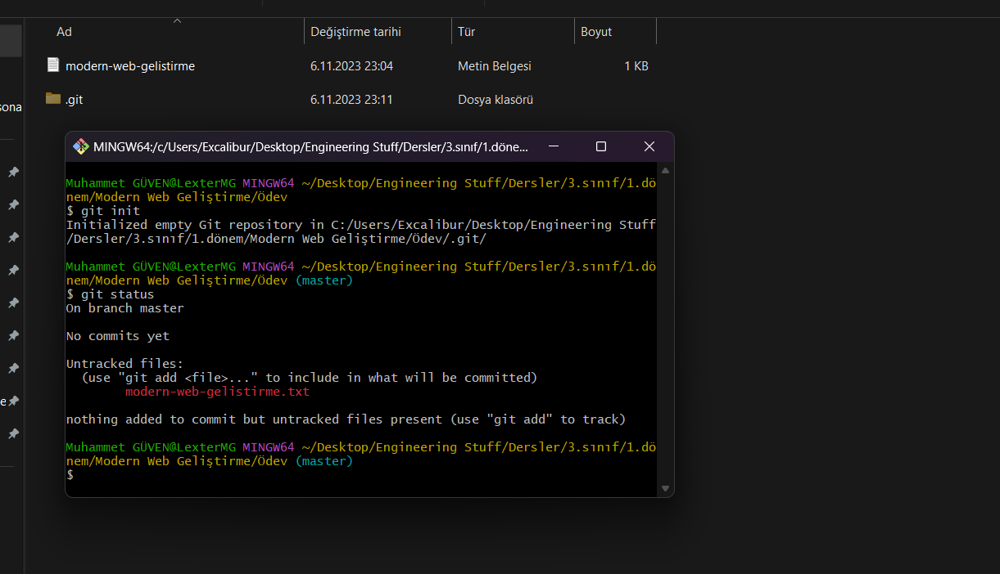 Ad Değiştirme tarihi Tür Boyut
modern-web-gelistirme 6.11.2023 23:04 Metin Belgesi 1 KB
.git 6.11.2023 23:11 Dosya klasörü
sona
e
MINGW64:/c/Users/Excalibur/Desktop/Engineering Stuff/Dersler/3.sınıf/1.döne...
Muhammet GÜVEN@LexterMG MINGW64 ~/Desktop/Engineering Stuff/Dersler/3.sınıf/1.dö
nem/Modern Web Geliştirme/Ödev
$ git init
Initialized empty Git repository in C:/Users/Excalibur/Desktop/Engineering Stuff
/Dersler/3.sınıf/1.dönem/Modern Web Geliştirme/Ödev/.git/
Muhammet GÜVEN@LexterMG MINGW64 ~/Desktop/Engineering Stuff/Dersler/3.sınıf/1.dö
nem/Modern Web Geliştirme/Ödev (master)
$ git status
On branch master
No commits yet
Untracked files:
(use "git add <file>..." to include in what will be committed)
modern-web-gelistirme.txt
nothing added to commit but untracked files present (use "git add" to track)
Muhammet GÜVEN@LexterMG MINGW64 ~/Desktop/Engineering Stuff/Dersler/3.sınıf/1.dö
nem/Modern Web Geliştirme/Ödev (master)
$